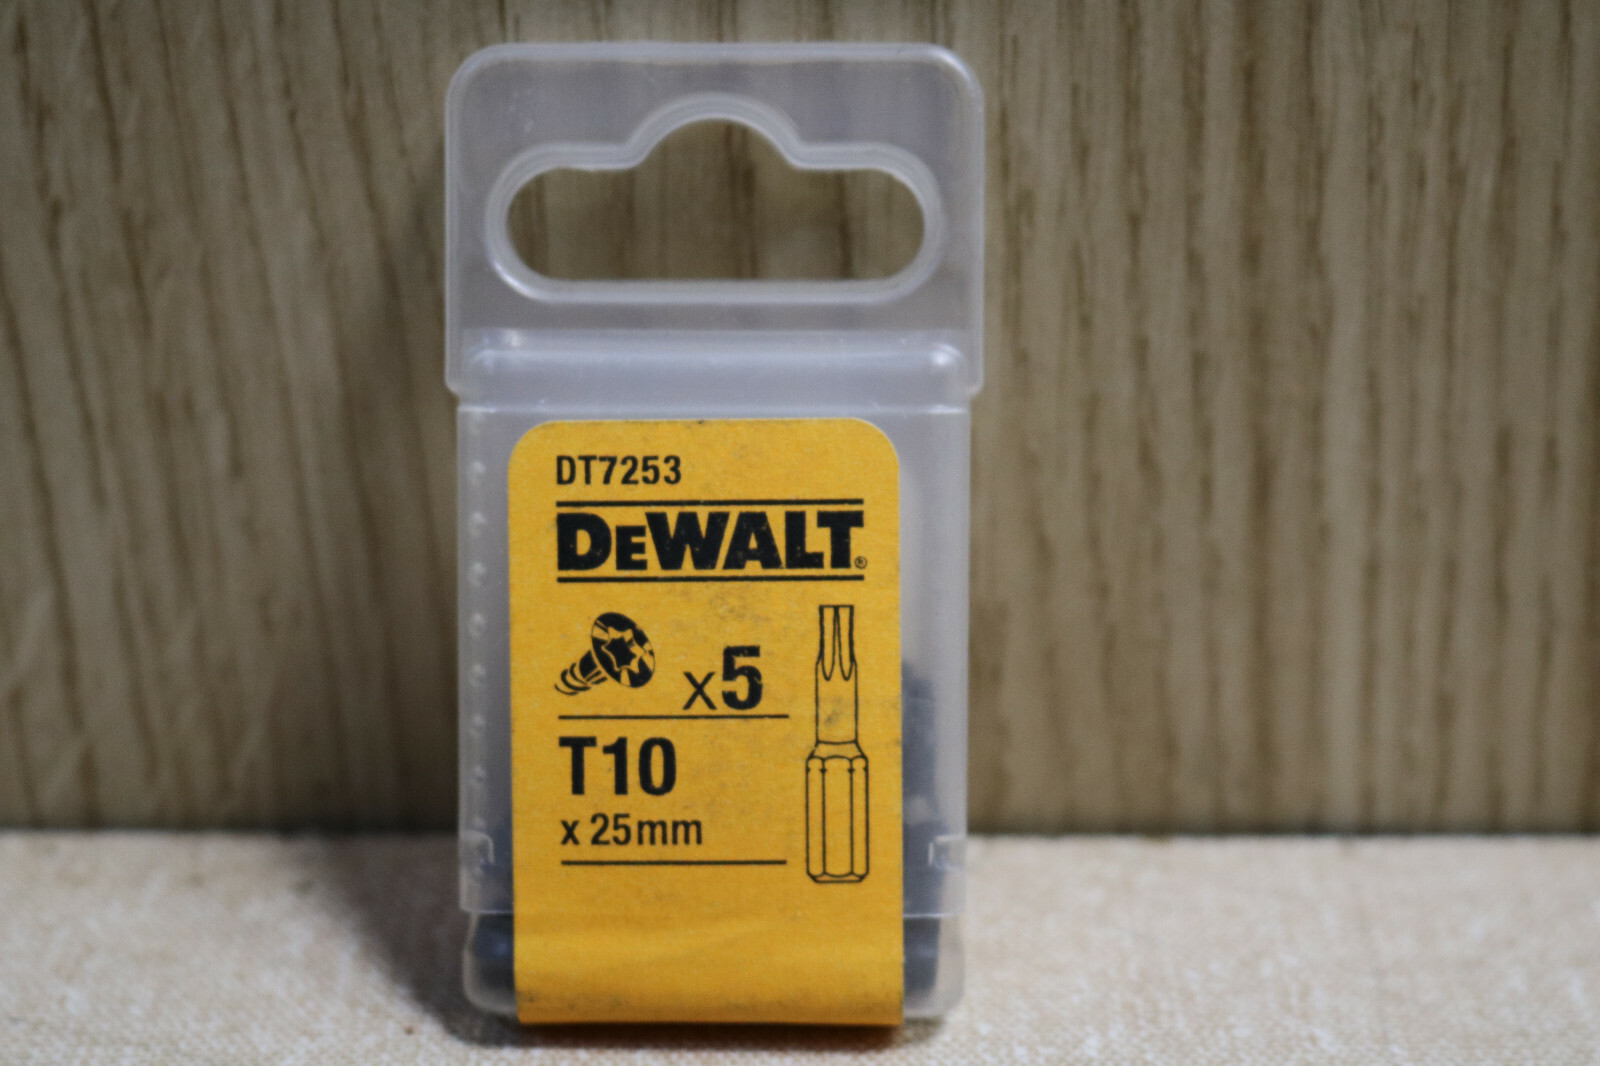 DT7253
DEWALT®
x5
T10
x 25mm